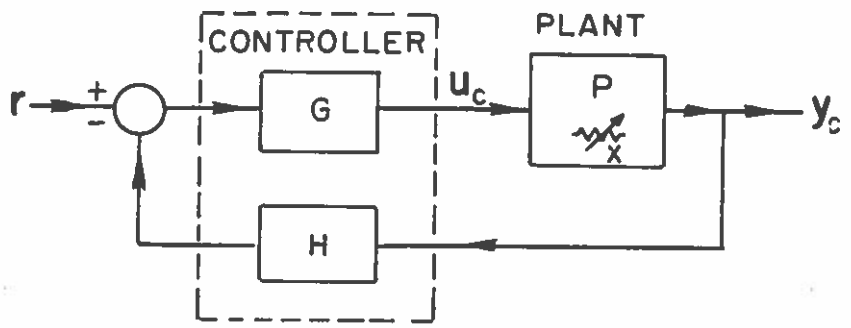 PLANT
CONTROLLER
r
+
-
G
u_c
P
x
y_c
H